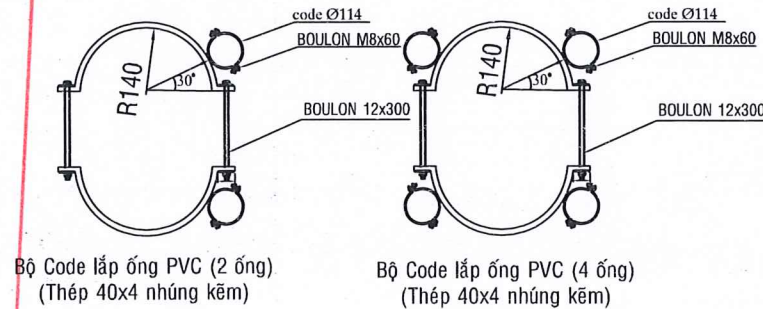 code Ø114
BOULON M8x60
R140
30°
BOULON 12x300
Bộ Code lắp ống PVC (2 ống)
(Thép 40x4 nhúng kẽm)
code Ø114
BOULON M8x60
R140
30°
BOULON 12x300
Bộ Code lắp ống PVC (4 ống)
(Thép 40x4 nhúng kẽm)